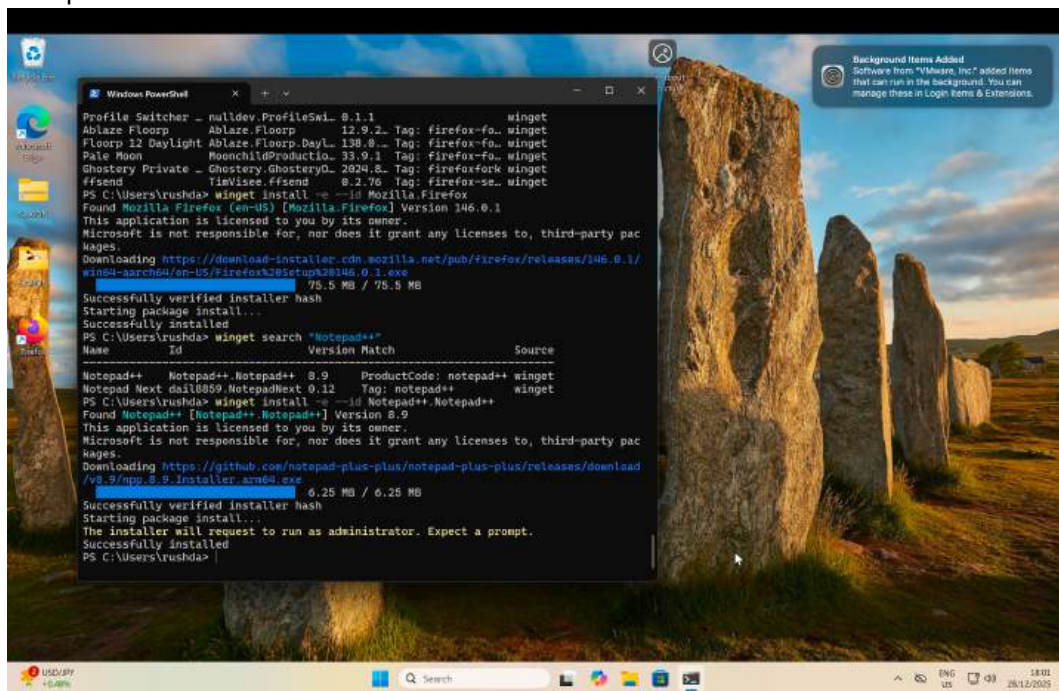 Background Items Added
Software from "VMware, Inc." added items
that can run in the background. You can
manage these in Login Items & Extensions.
Windows PowerShell
Profile Switcher … nulldev.ProfileSwi… 0.1.1 winget
Ablaze Floorp Ablaze.Floorp 12.9.2… Tag: firefox-fo… winget
Floorp 12 Daylight Ablaze.Floorp.Dayl… 138.0.… Tag: firefox-fo… winget
Pale Moon MoonchildProductio… 33.9.1 Tag: firefox-fo… winget
Ghostery Private … Ghostery.GhosteryD… 2024.8… Tag: firefoxfork winget
ffsend TimVisee.ffsend 0.2.76 Tag: firefox-se… winget
PS C:\Users\rushda> winget install -e --id Mozilla.Firefox
Found Mozilla Firefox (en-US) [Mozilla.Firefox] Version 146.0.1
This application is licensed to you by its owner.
Microsoft is not responsible for, nor does it grant any licenses to, third-party pac
kages.
Downloading https://download-installer.cdn.mozilla.net/pub/firefox/releases/146.0.1/
win64-aarch64/en-US/Firefox%20Setup%20146.0.1.exe
75.5 MB / 75.5 MB
Successfully verified installer hash
Starting package install...
Successfully installed
PS C:\Users\rushda> winget search "Notepad++"
Name Id Version Match Source
Notepad++ Notepad++.Notepad++ 8.9 ProductCode: notepad++ winget
Notepad Next dail8859.NotepadNext 0.12 Tag: notepad++ winget
PS C:\Users\rushda> winget install -e --id Notepad++.Notepad++
Found Notepad++ [Notepad++.Notepad++] Version 8.9
This application is licensed to you by its owner.
Microsoft is not responsible for, nor does it grant any licenses to, third-party pac
kages.
Downloading https://github.com/notepad-plus-plus/notepad-plus-plus/releases/download
/v8.9/npp.8.9.Installer.arm64.exe
6.25 MB / 6.25 MB
Successfully verified installer hash
Starting package install...
The installer will request to run as administrator. Expect a prompt.
Successfully installed
PS C:\Users\rushda>
Recycle Bin
Microsoft
Edge
Firefox
2
USD/JPY
+0.48%
Search
ENG
US
18:01
28/12/2025